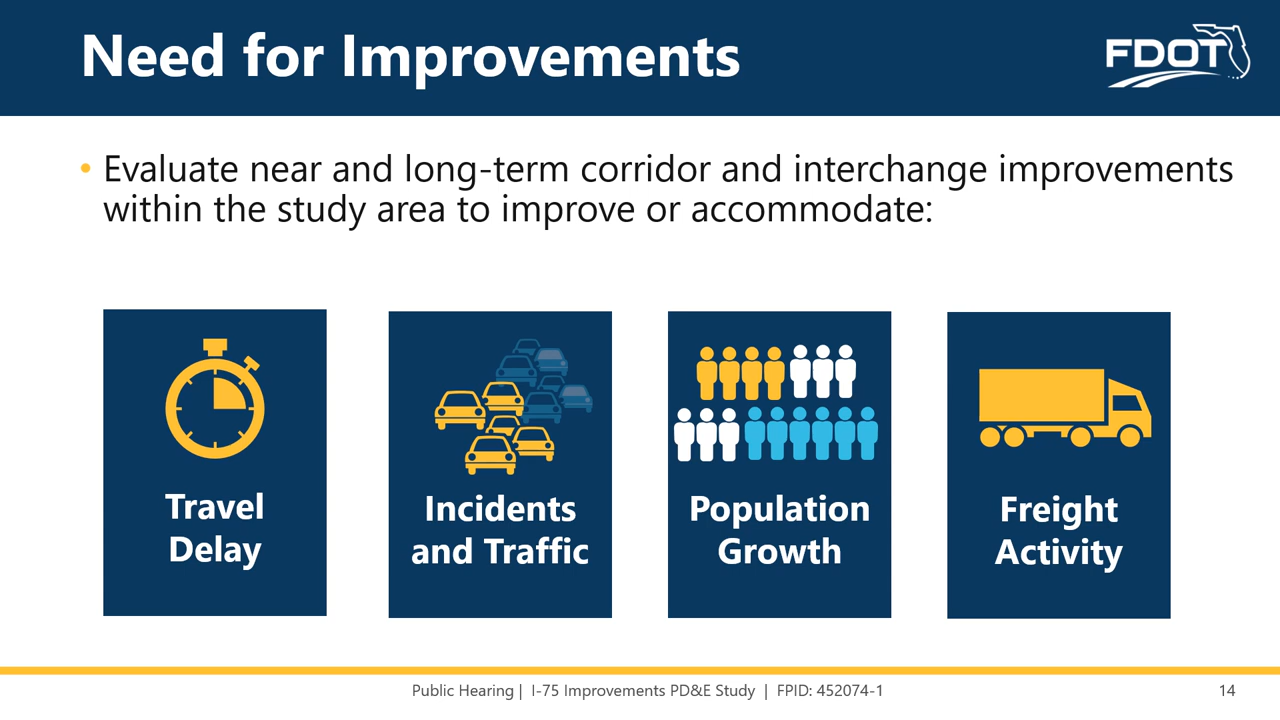 Need for Improvements
FDOT
• Evaluate near and long-term corridor and interchange improvements
within the study area to improve or accommodate:
Travel
Delay
Incidents
and Traffic
Population
Growth
Freight
Activity
Public Hearing | I-75 Improvements PD&E Study | FPID: 452074-1
14